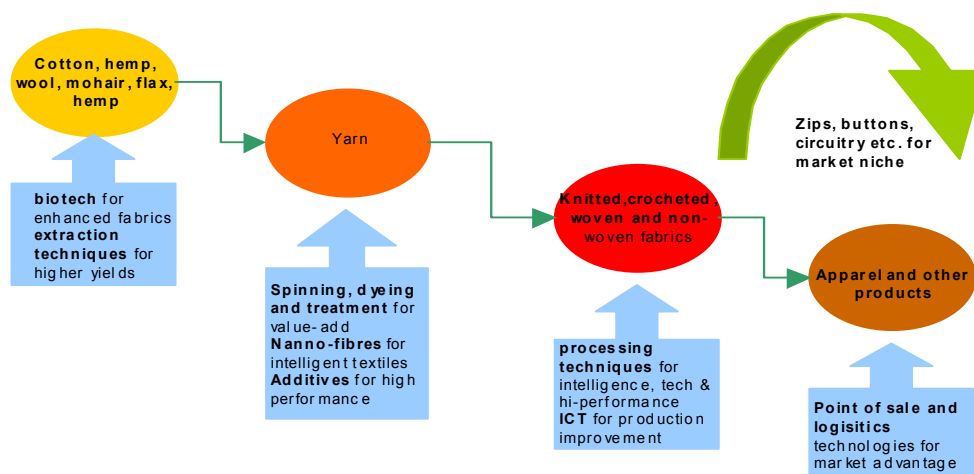 Cotton, hemp,
wool, mohair, flax,
hemp
biotech for
enhanced fabrics
extraction
techniques for
higher yields
Yarn
Spinning, dyeing
and treatment for
value- add
Nanno-fibres for
intelligent textiles
Additives for high
performance
Knitted,crocheted,
woven and non-
woven fabrics
processing
techniques for
intelligence, tech &
hi-performance
ICT for production
improvement
Zips, buttons,
circuitry etc. for
market niche
Apparel and other
products
Point of sale and
logisitics
technologies for
market advantage